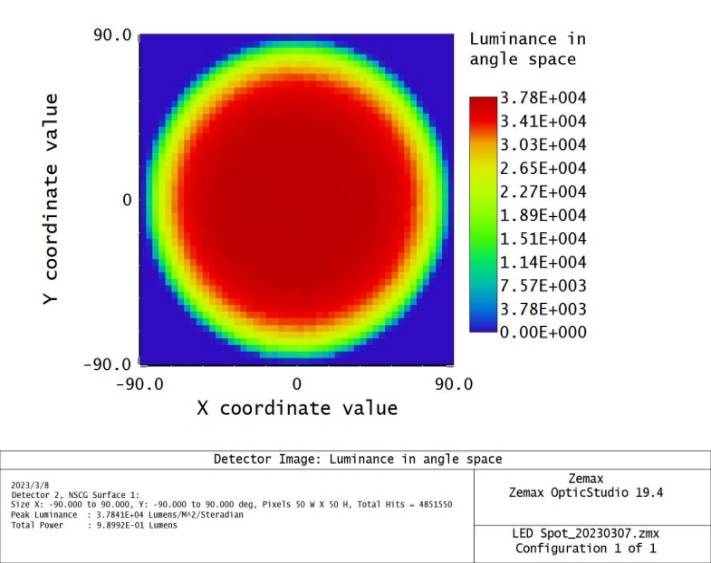 Luminance in
angle space
90.0
0
-90.0
Y coordinate value
3.78E+004
3.41E+004
3.03E+004
2.65E+004
2.27E+004
1.89E+004
1.51E+004
1.14E+004
7.57E+003
3.78E+003
0.00E+000
-90.0 0 90.0
X coordinate value
Detector Image: Luminance in angle space
2023/3/8
Detector 2, NSCG Surface 1:
Size X: -90.000 to 90.000, Y: -90.000 to 90.000 deg, Pixels 50 W X 50 H, Total Hits = 4851550
Peak Luminance : 3.7841E+04 Lumens/M^2/Steradian
Total Power : 9.8992E-01 Lumens
Zemax
Zemax OpticStudio 19.4
LED Spot_20230307.zmx
Configuration 1 of 1